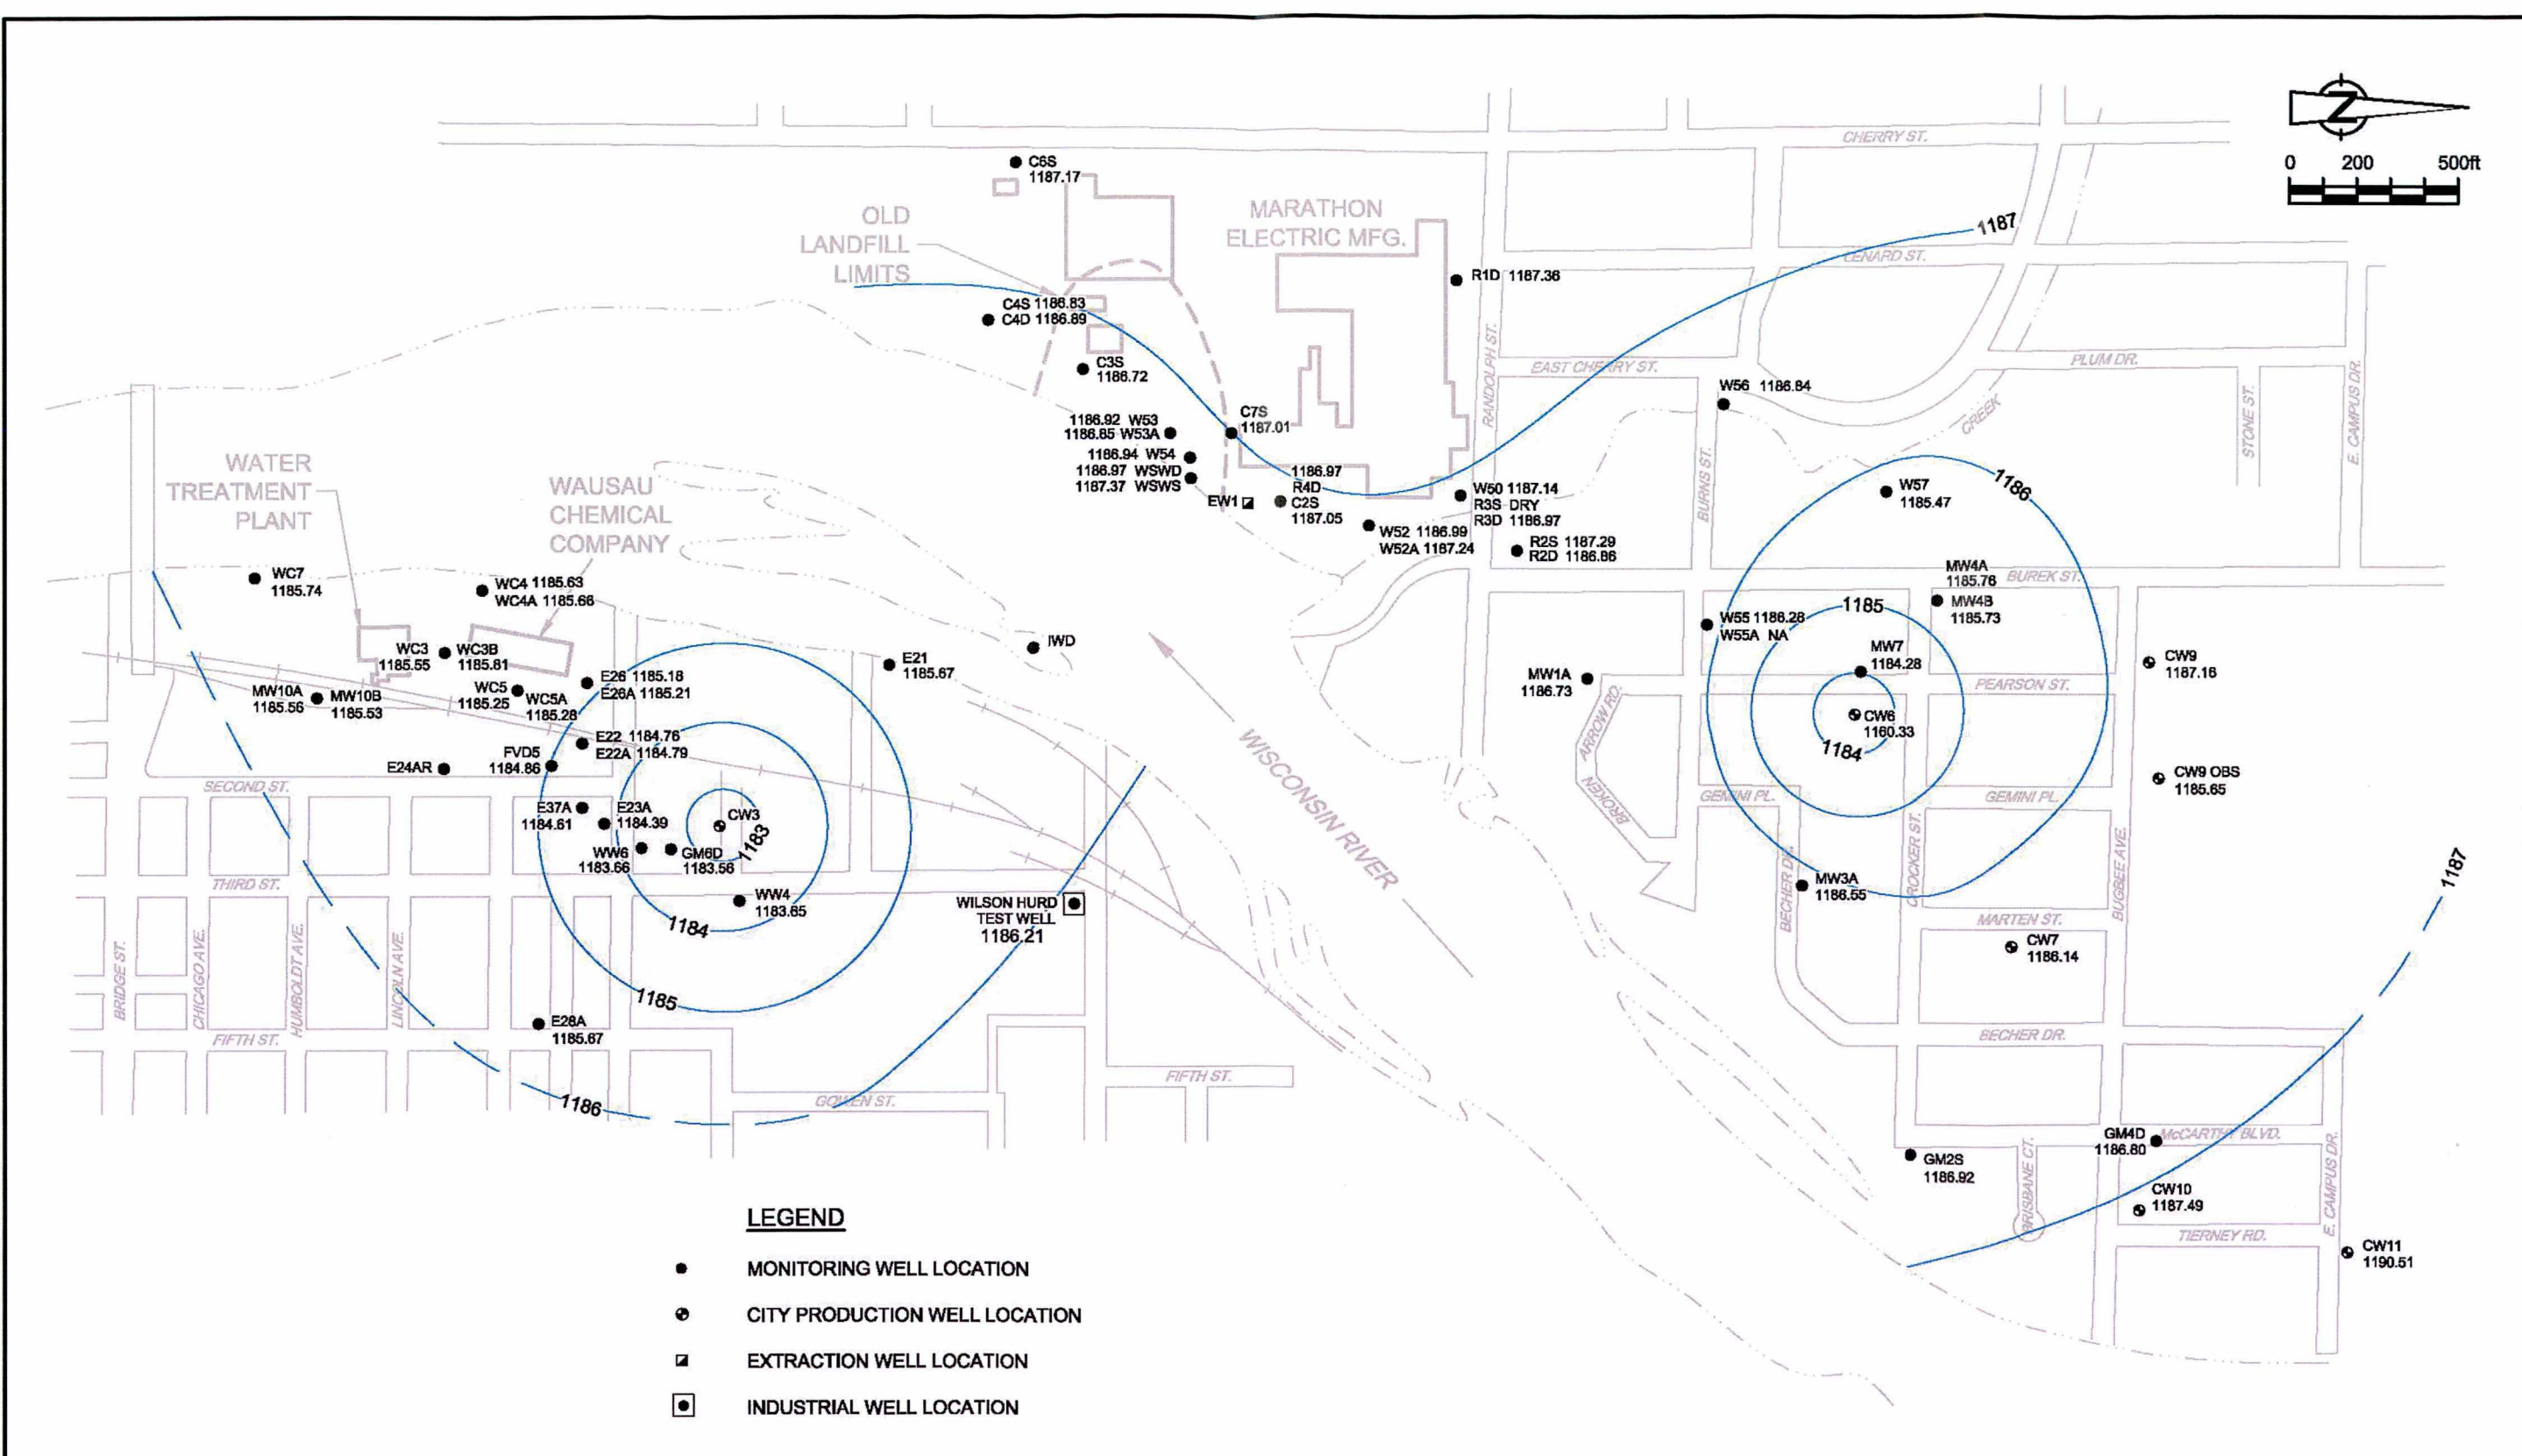 CHERRY ST.
Z
0 200 500ft
C6S
1187.17
OLD
LANDFILL
LIMITS
MARATHON
ELECTRIC MFG.
1187
LENARD ST.
R1D 1187.36
C4S 1186.83
C4D 1186.89
RANDOLPH ST.
EAST CHERRY ST.
PLUM DR.
E. CAMPUS DR.
C3S
1186.72
W56 1186.84
STONE ST.
CREEK
1186.92 W53
1186.85 W53A
C7S
1187.01
1186.94 W54
1186.97 WSWD
1187.37 WSWS
EW1
1186.97
R4D
C2S
1187.05
W50 1187.14
R3S DRY
R3D 1186.97
W52 1186.99
W52A 1187.24
R2S 1187.29
R2D 1186.86
BURNS ST.
W57
1185.47
1186
WATER
TREATMENT
PLANT
WAUSAU
CHEMICAL
COMPANY
WC7
1185.74
WC4 1185.63
WC4A 1185.66
MW4A
1185.76
BUREK ST.
MW4B
1185.73
1185
W55 1186.28
W55A NA
WC3
1185.55
WC3B
1185.81
IWD
E21
1185.67
MW7
1184.28
CW9
1187.16
MW1A
1186.73
PEARSON ST.
MW10A
1185.56
MW10B
1185.53
WC5
1185.25
WC5A
1185.28
E26 1185.18
E26A 1185.21
ARROW RD.
BROKEN
CW6
1160.33
1184
E22 1184.76
E22A 1184.79
FVD5
1184.86
E24AR
WISCONSIN RIVER
CW9 OBS
1185.65
SECOND ST.
GEMINI PL.
GEMINI PL.
E37A
1184.61
E23A
1184.39
CW3
1183
WW6
1183.66
GM6D
1183.56
CROCKER ST.
BUGBEE AVE.
BECHER DR.
MW3A
1186.55
1187
THIRD ST.
WW4
1183.65
WILSON HURD
TEST WELL
1186.21
1184
MARTEN ST.
CW7
1186.14
BRIDGE ST.
CHICAGO AVE.
HUMBOLDT AVE.
LINCOLN AVE.
1185
E28A
1185.67
FIFTH ST.
BECHER DR.
FIFTH ST.
1186
GOWEN ST.
GM4D
1186.80
McCARTHY BLVD.
GM2S
1186.92
GRISBANE CT.
E. CAMPUS DR.
CW10
1187.49
TIERNEY RD.
CW11
1190.51
LEGEND
MONITORING WELL LOCATION
CITY PRODUCTION WELL LOCATION
EXTRACTION WELL LOCATION
INDUSTRIAL WELL LOCATION